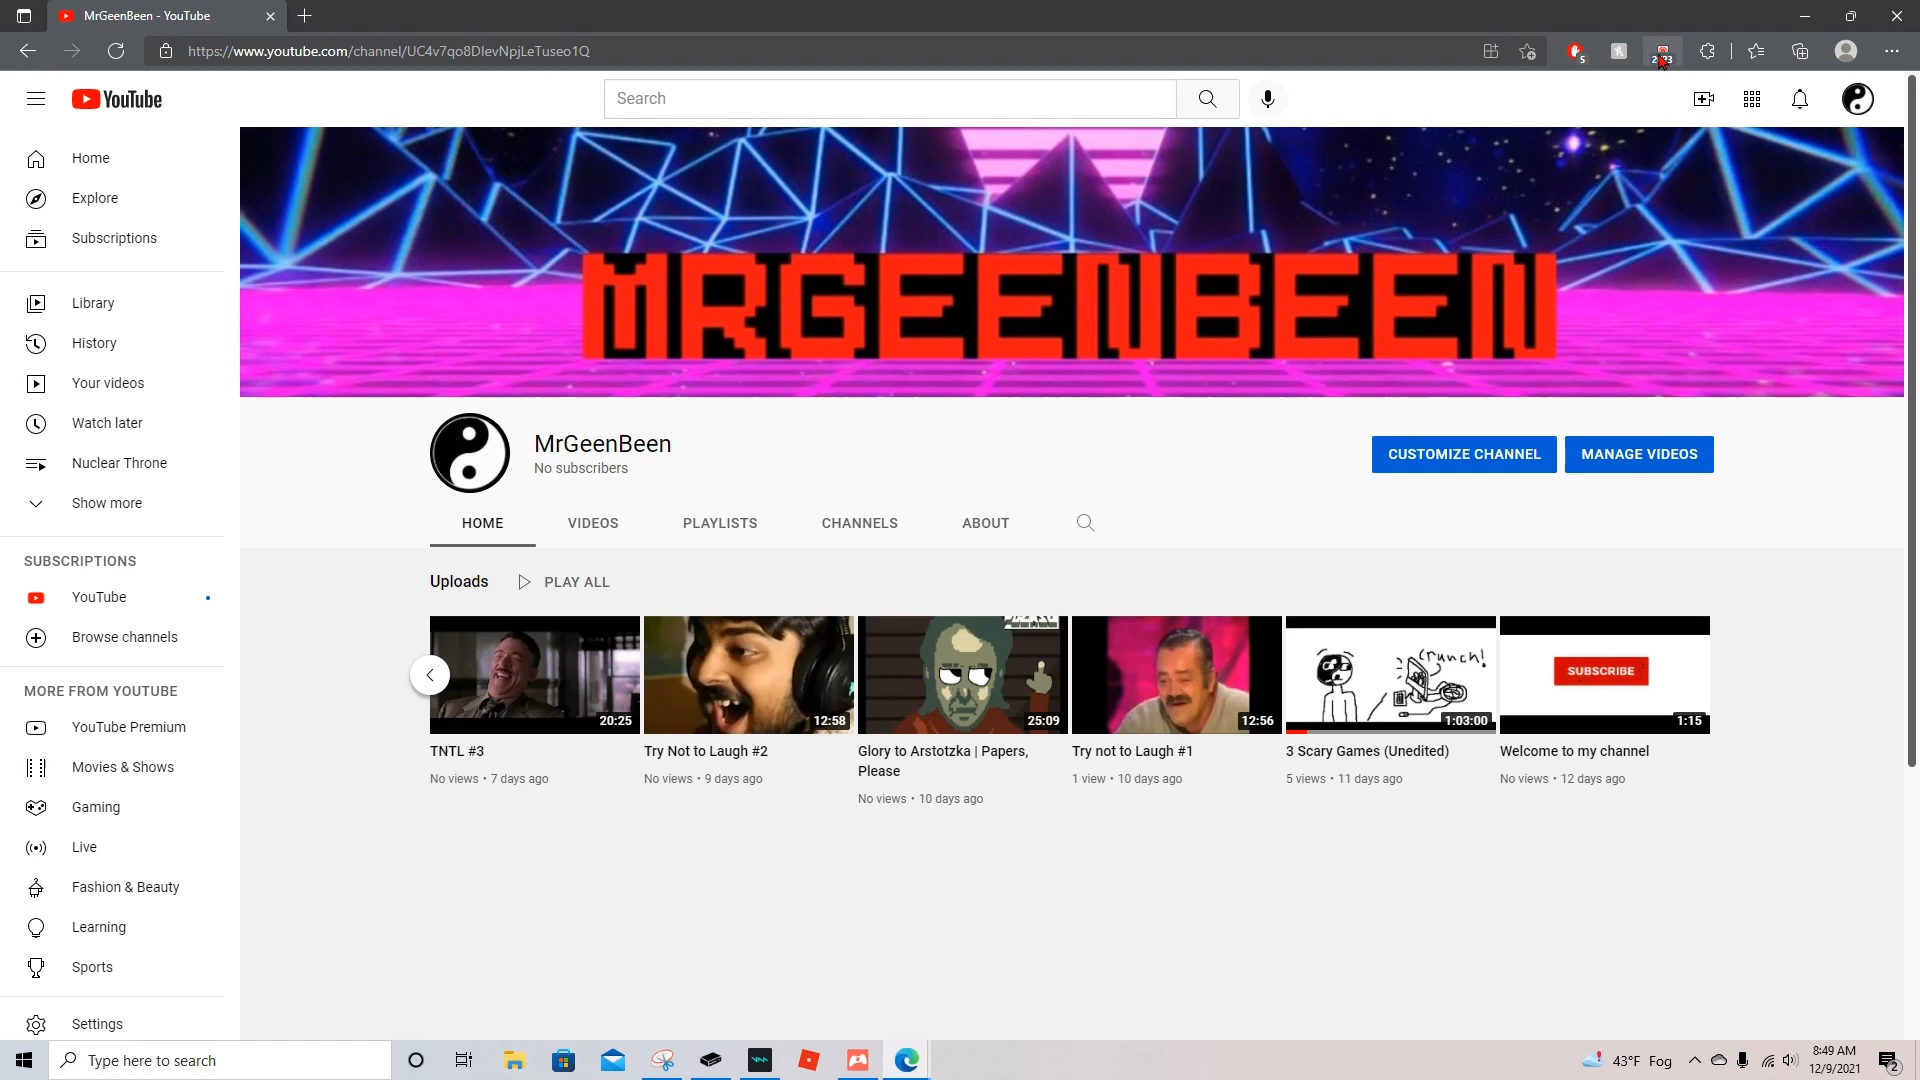 MrGeenBeen - YouTube
https://www.youtube.com/channel/UC4v7qo8DlevNpjLeTuseo1Q
5
YouTube
Search
Home
Explore
Subscriptions
Library
History
Your videos
Watch later
Nuclear Throne
Show more
SUBSCRIPTIONS
YouTube
Browse channels
MORE FROM YOUTUBE
YouTube Premium
Movies & Shows
Gaming
Live
Fashion & Beauty
Learning
Sports
Settings
MRGEENBEEN
MrGeenBeen
No subscribers
CUSTOMIZE CHANNEL
MANAGE VIDEOS
HOME VIDEOS PLAYLISTS CHANNELS ABOUT
Uploads PLAY ALL
20:25
12:58
25:09
12:56
crunch!
1:03:00
SUBSCRIBE
1:15
TNTL #3
No views • 7 days ago
Try Not to Laugh #2
No views • 9 days ago
Glory to Arstotzka | Papers,
Please
No views • 10 days ago
Try not to Laugh #1
1 view • 10 days ago
3 Scary Games (Unedited)
5 views • 11 days ago
Welcome to my channel
No views • 12 days ago
Type here to search
43°F Fog
8:49 AM
12/9/2021
2